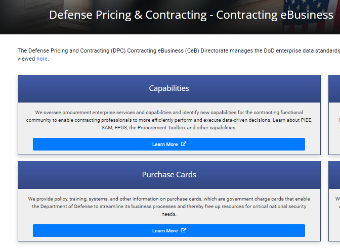 Defense Pricing & Contracting - Contracting eBusiness
The Defense Pricing and Contracting (DPC) Contracting eBusiness (CeB) Directorate manages the DoD enterprise data standards
viewed here.
Capabilities
We oversee procurement enterprise services and capabilities and identify new capabilities for the contracting functional
community to enable contracting professionals to more efficiently perform and execute data-driven decisions. Learn about PIEE,
SAM, FPDS, the Procurement Toolbox and other capabilities.
Learn More
Purchase Cards
We provide policy, training, systems, and other information on purchase cards, which are government charge cards that enable
the Department of Defense to streamline its business processes and thereby free up resources for critical national security
needs.
Learn More